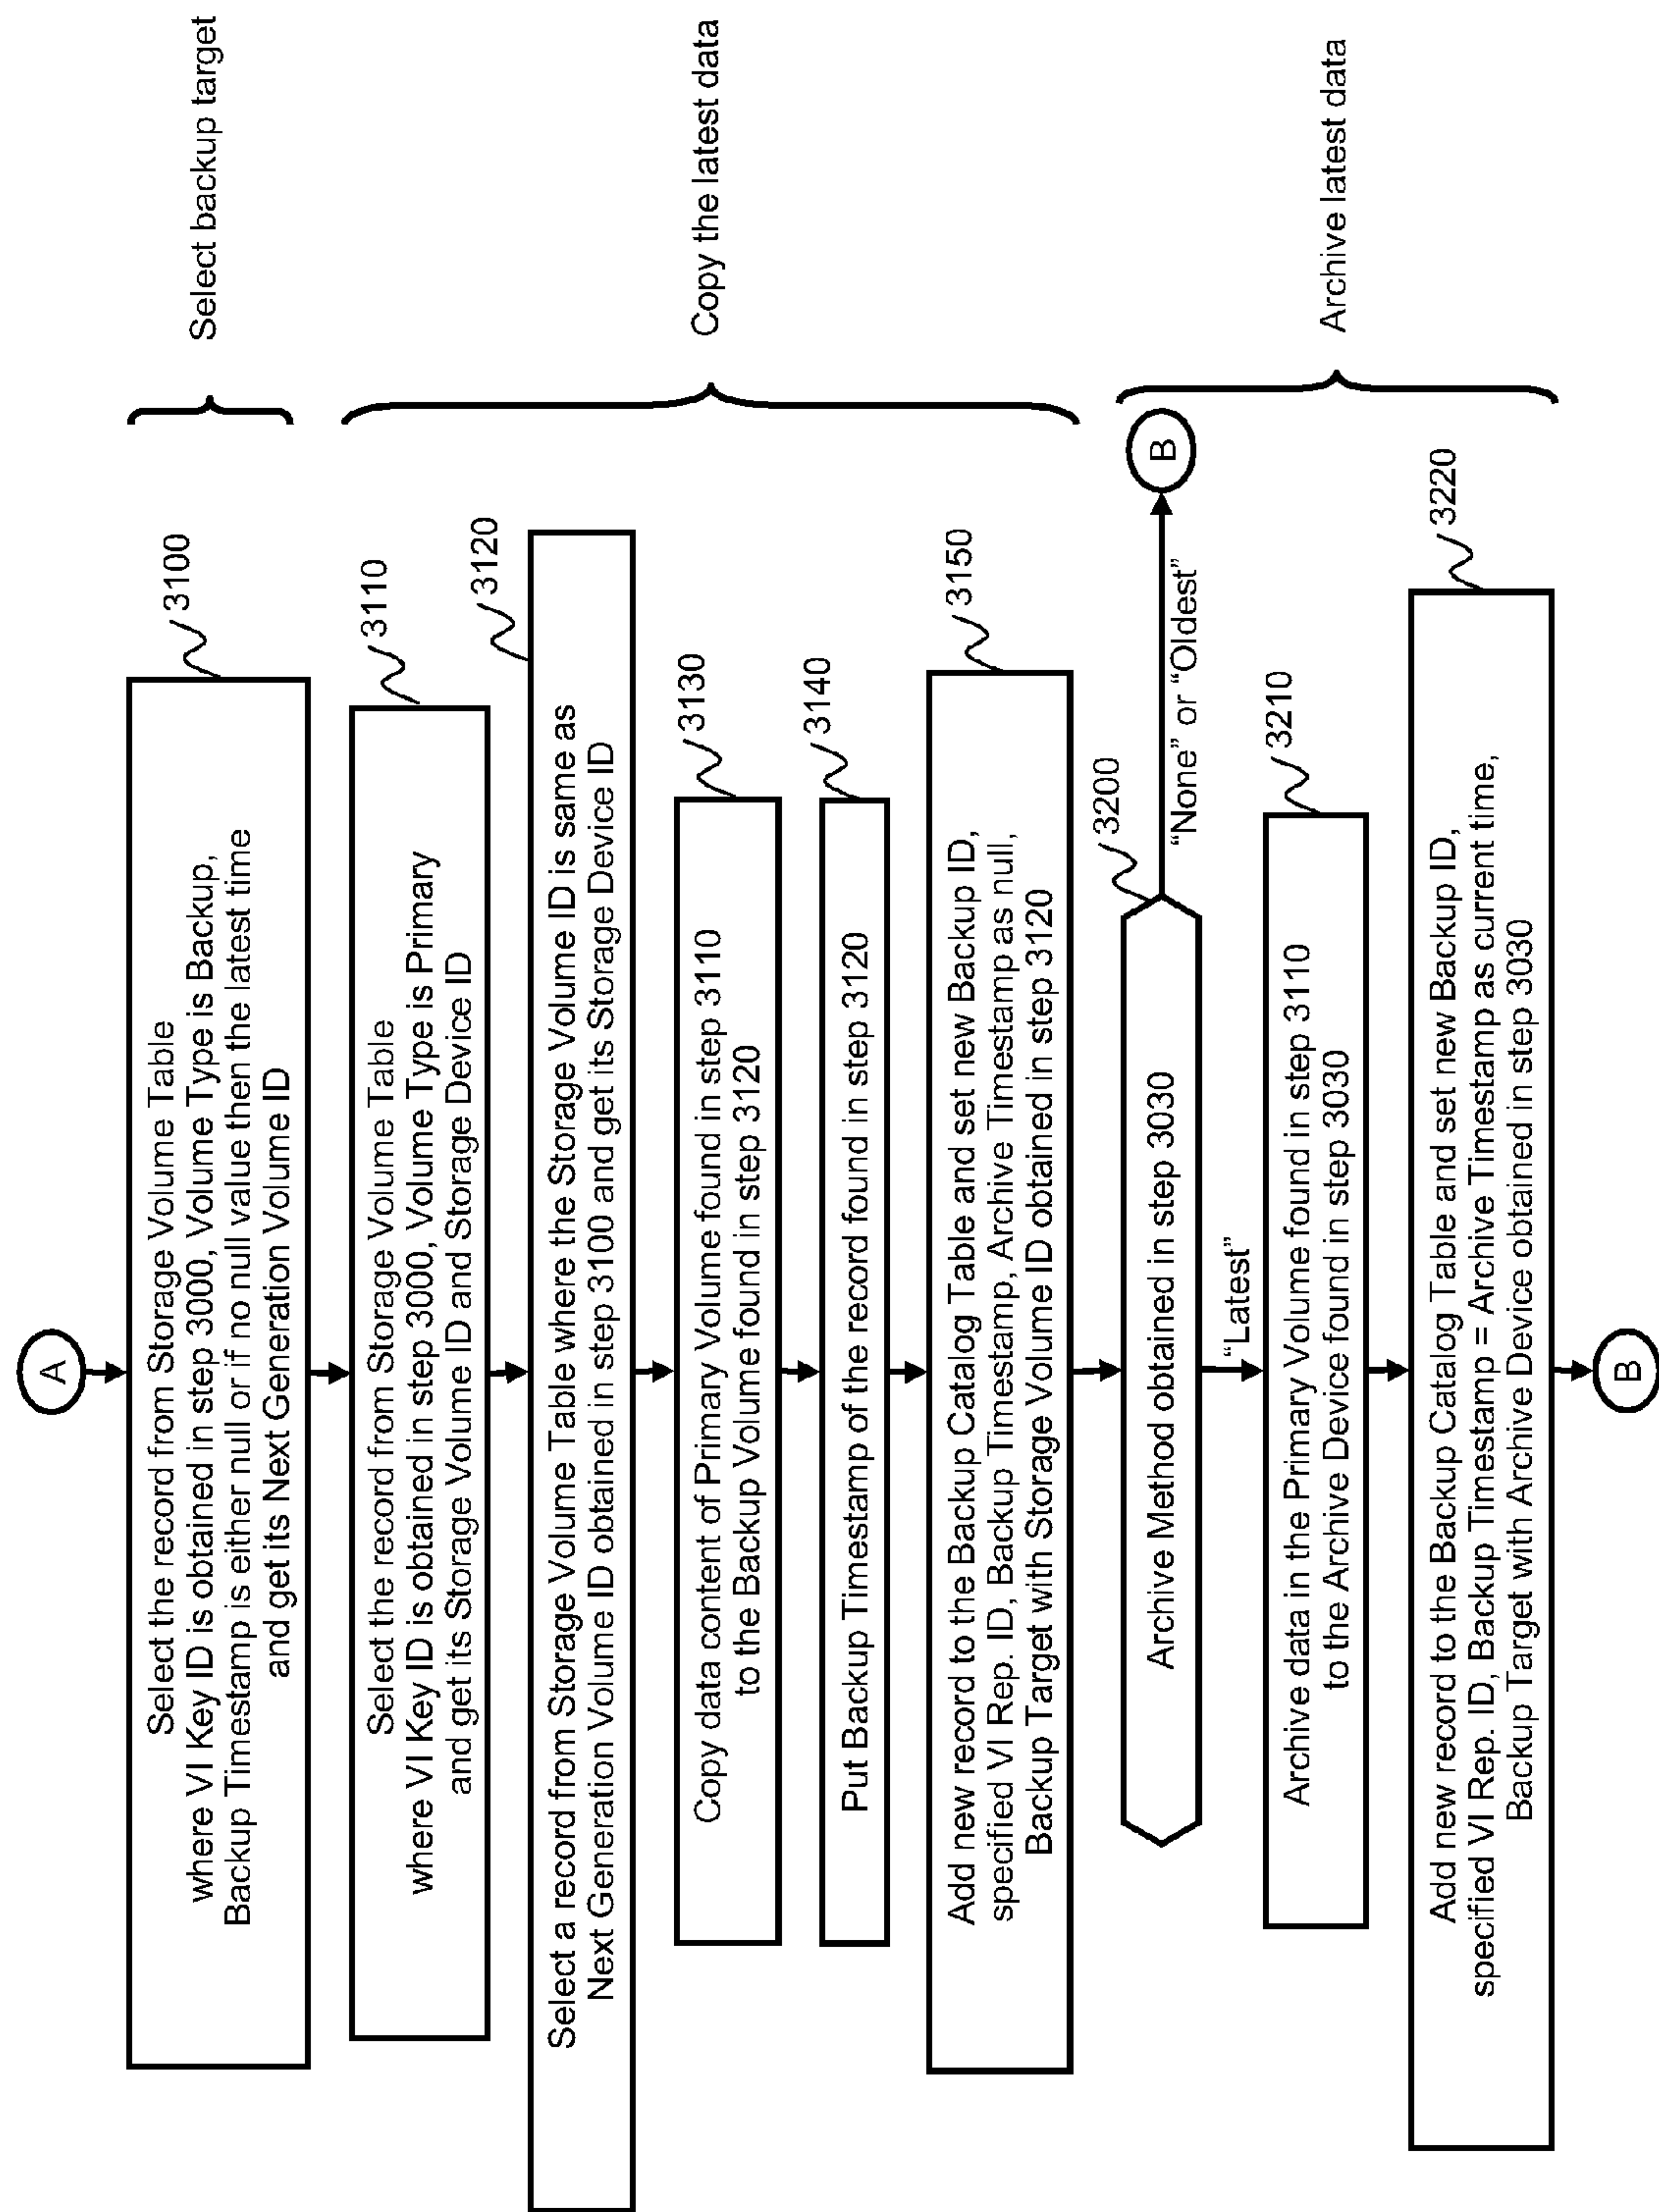 A
Select the record from Storage Volume Table
where VI Key ID is obtained in step 3000, Volume Type is Backup,
Backup Timestamp is either null or if no null value then the latest time
and get its Next Generation Volume ID
3100
Select backup target
Select the record from Storage Volume Table
where VI Key ID is obtained in step 3000, Volume Type is Primary
and get its Storage Volume ID and Storage Device ID
3110
Select a record from Storage Volume Table where the Storage Volume ID is same as
Next Generation Volume ID obtained in step 3100 and get its Storage Device ID
3120
Copy data content of Primary Volume found in step 3110
to the Backup Volume found in step 3120
3130
Put Backup Timestamp of the record found in step 3120
3140
Add new record to the Backup Catalog Table and set new Backup ID,
specified VI Rep. ID, Backup Timestamp, Archive Timestamp as null,
Backup Target with Storage Volume ID obtained in step 3120
3150
Copy the latest data
Archive Method obtained in step 3030
3200
"None" or "Oldest"
B
"Latest"
Archive data in the Primary Volume found in step 3110
to the Archive Device found in step 3030
3210
Add new record to the Backup Catalog Table and set new Backup ID,
specified VI Rep. ID, Backup Timestamp = Archive Timestamp as current time,
Backup Target with Archive Device obtained in step 3030
3220
Archive latest data
B